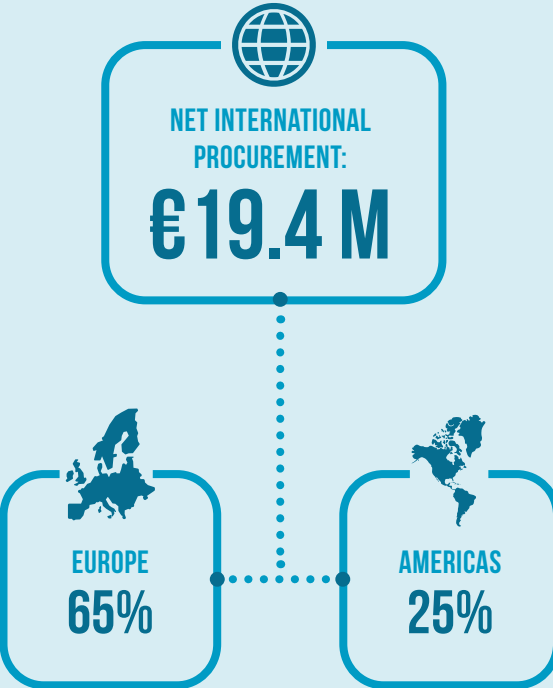 NET INTERNATIONAL
PROCUREMENT:
€19.4 M
EUROPE
65%
AMERICAS
25%